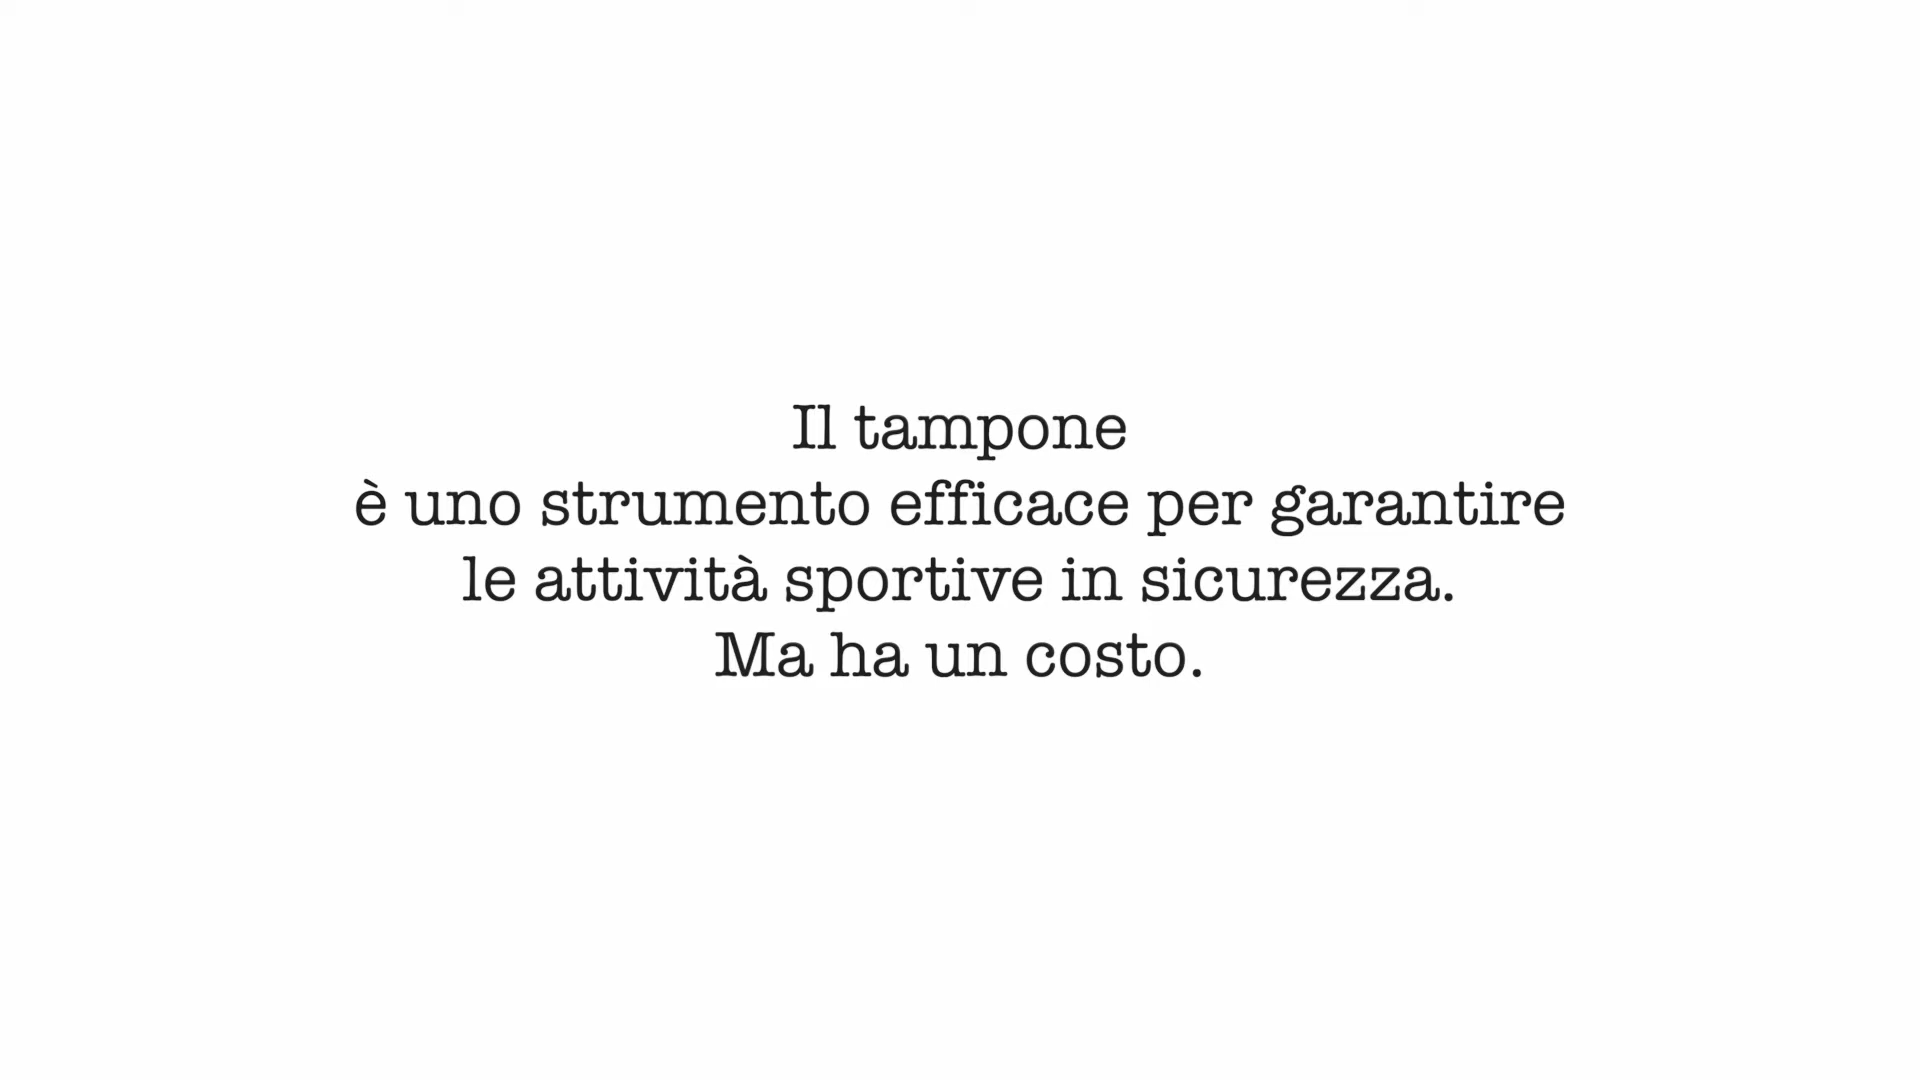 Il tampone
è uno strumento efficace per garantire
le attività sportive in sicurezza.
Ma ha un costo.